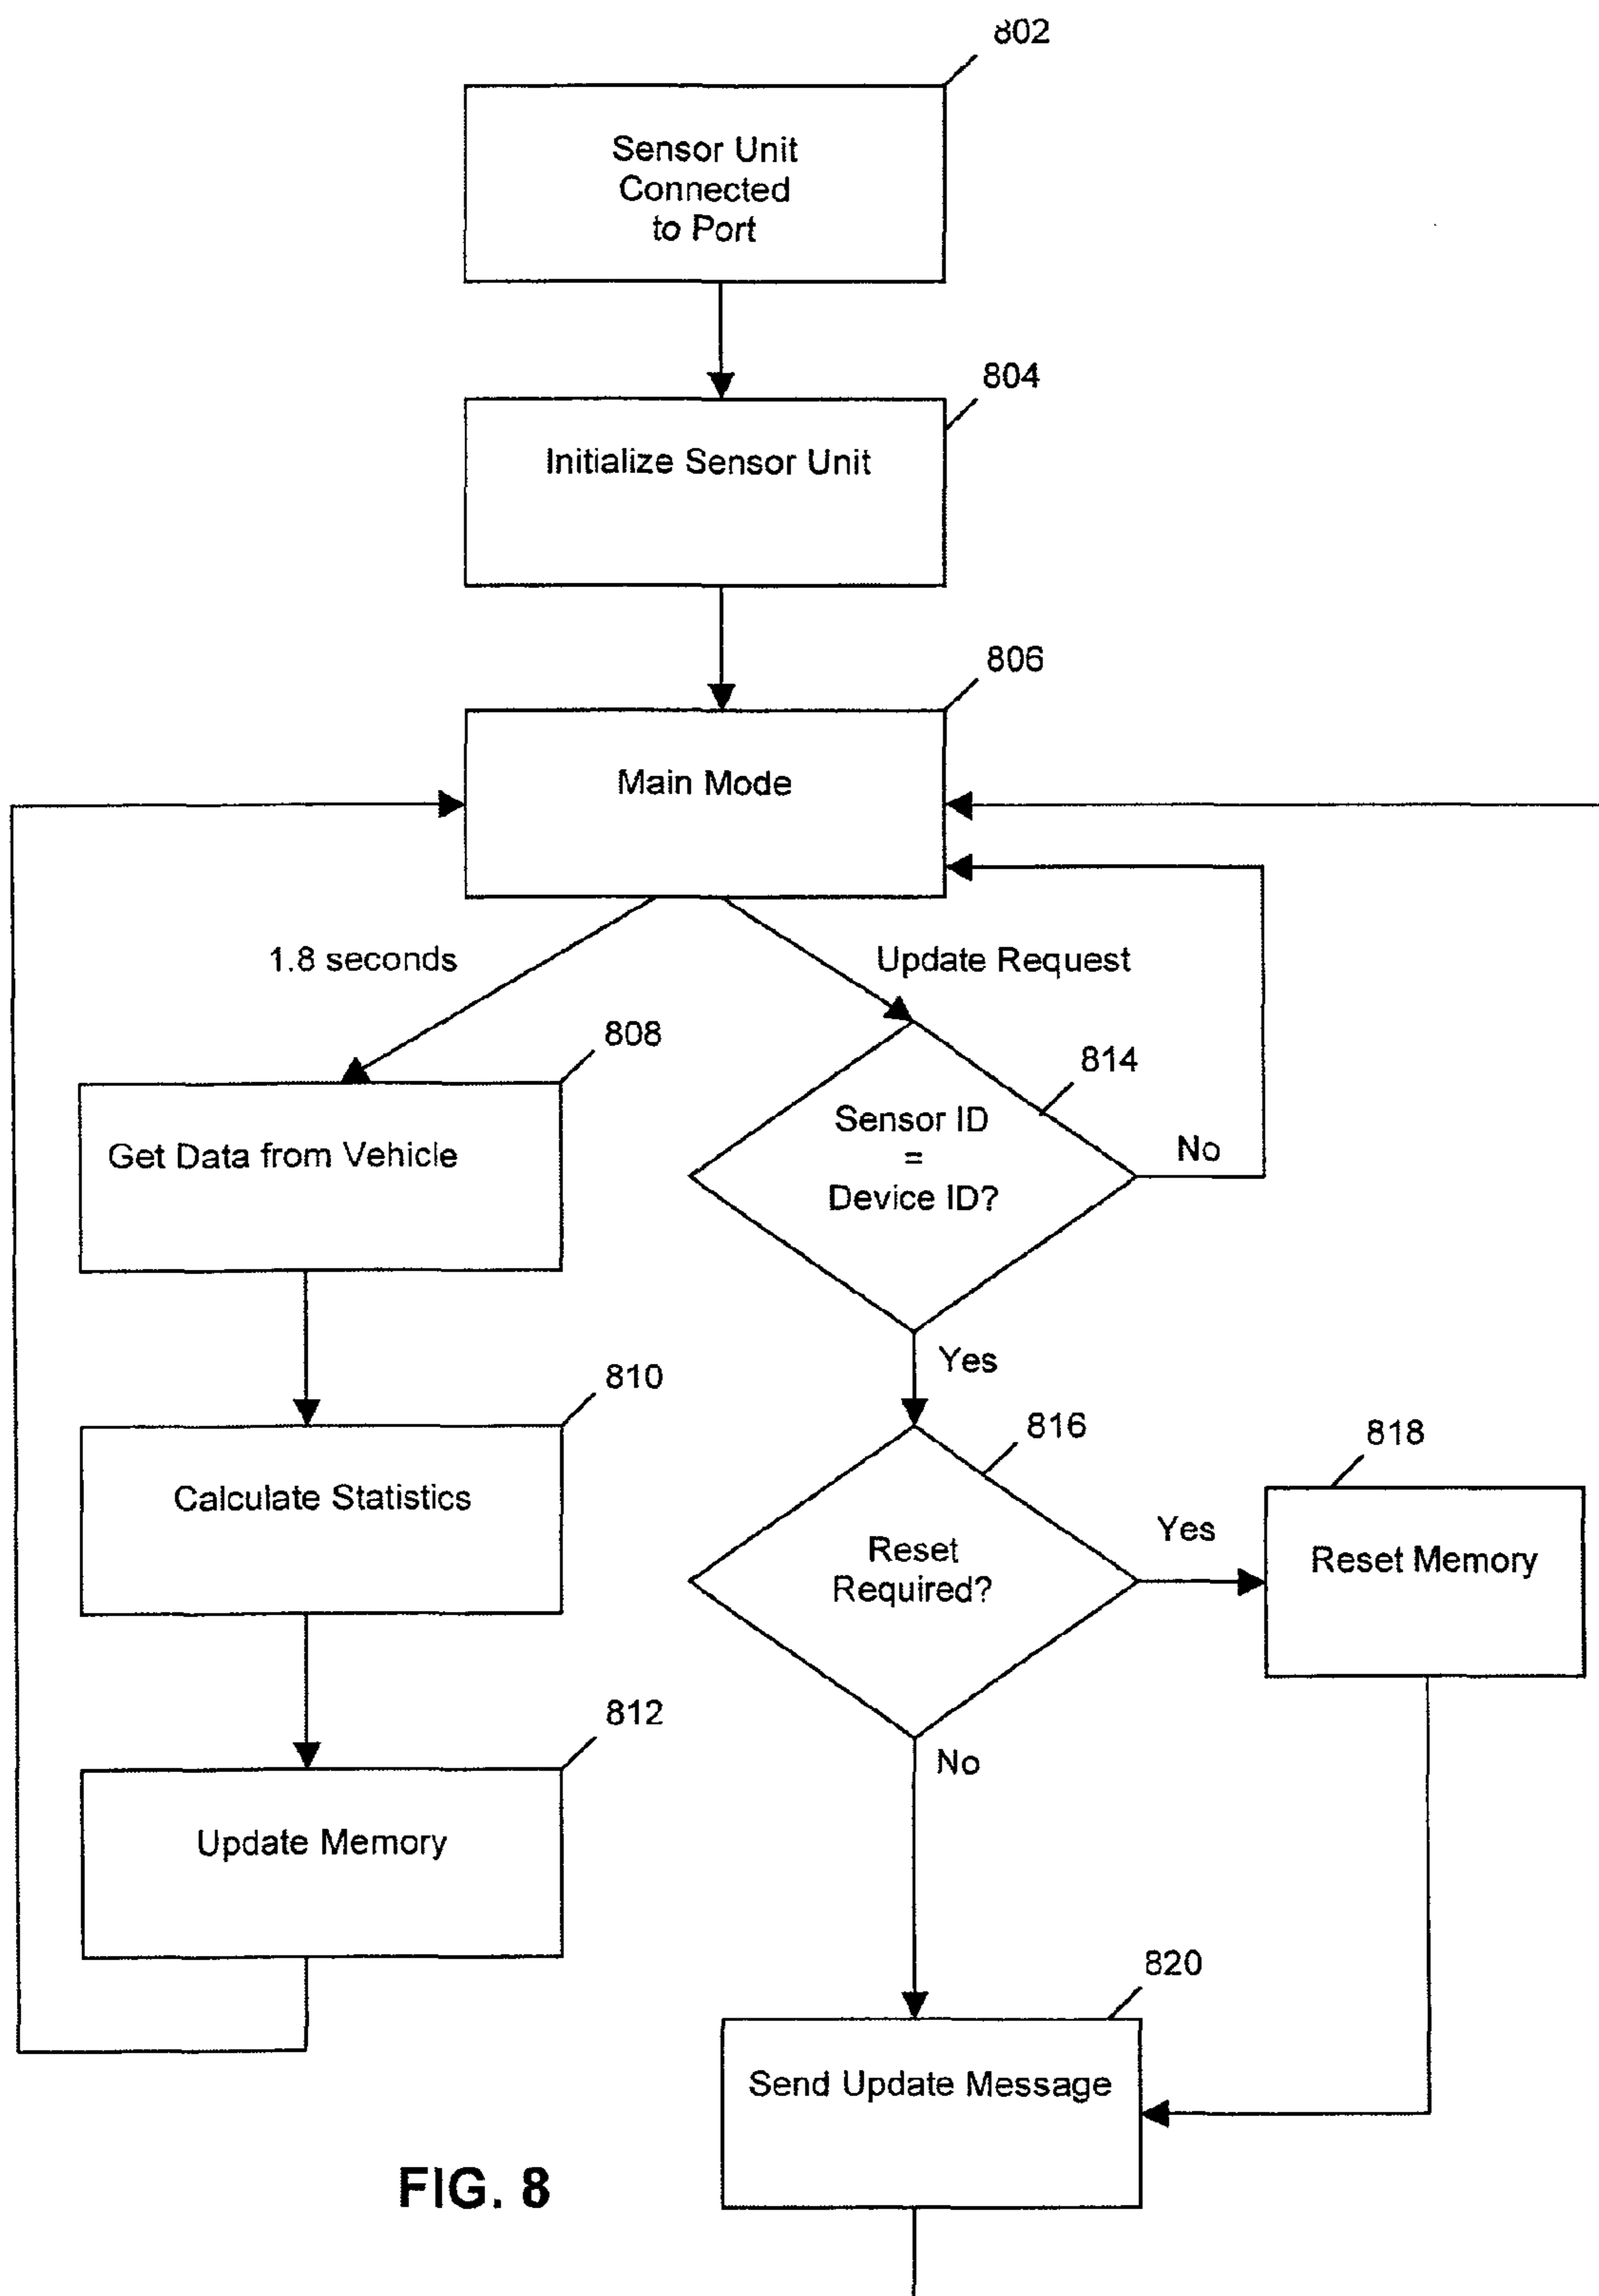 802
Sensor Unit
Connected
to Port
804
Initialize Sensor Unit
806
Main Mode
1.8 seconds
Update Request
808
Get Data from Vehicle
814
Sensor ID
=
Device ID?
No
Yes
810
Calculate Statistics
816
Reset
Required?
Yes
818
Reset Memory
812
Update Memory
No
820
Send Update Message
FIG. 8